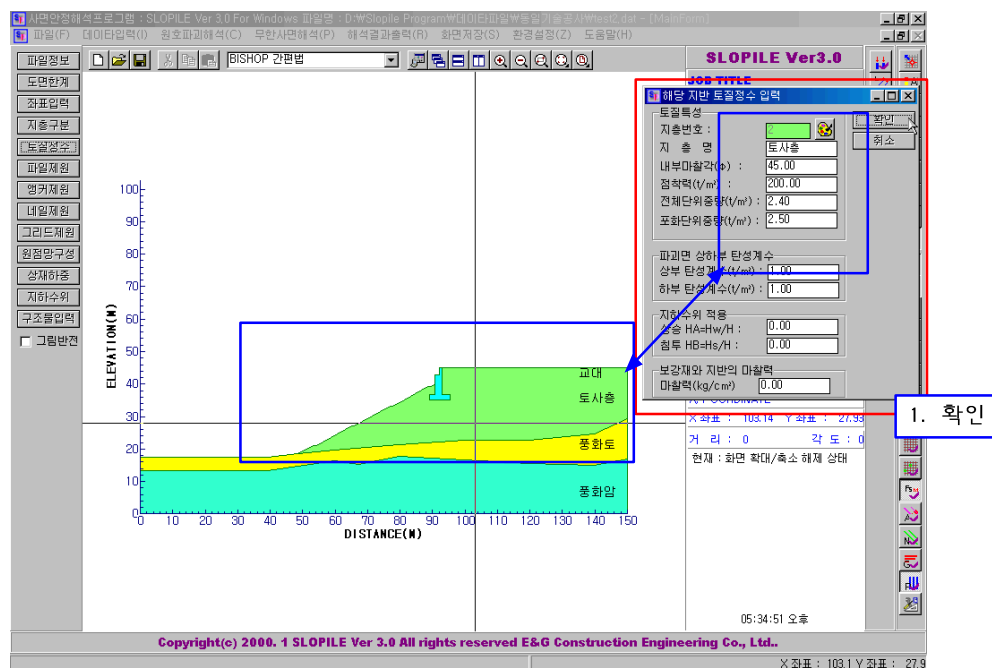 사면안정해석프로그램 : SLOPILE Ver 3.0 For Windows 파일명 : D:\Slopile Program\데이타파일\동일기술공사\test2.dat - [MainForm]
파일(F) 데이타입력(I) 원호파괴해석(C) 무한사면해석(P) 해석결과출력(R) 화면저장(S) 환경설정(Z) 도움말(H)
파일정보
BISHOP 간편법
SLOPILE Ver3.0
도면한계
JOB TITLE
좌표입력
지층구분
토질정수
파일제원
앵커제원
네일제원
그리드제원
원점망구성
상재하중
지하수위
구조물입력
그림반전
해당 지반 토질정수 입력
토질특성
지층번호 : 2
확인
지 층 명 토사층
취소
내부마찰각(Φ) : 45.00
점착력(t/m²) : 200.00
전체단위중량(t/m³) : 2.40
포화단위중량(t/m³) : 2.50
파괴면 상하부 탄성계수
상부 탄성계수(t/m²) : 1.00
하부 탄성계수(t/m²) : 1.00
지하수위 적용
상승 HA=Hw/H : 0.00
침투 HB=Hs/H : 0.00
보강재와 지반의 마찰력
마찰력(kg/cm²) 0.00
1. 확인
X 좌표 : 103.14 Y 좌표 : 27.93
거 리 : 0 각 도 : 0
현재 : 화면 확대/축소 해제 상태
ELEVATION(M)
100
90
80
70
60
50
40
30
20
10
0
교대
토사층
풍화토
풍화암
0 10 20 30 40 50 60 70 80 90 100 110 120 130 140 150
DISTANCE(M)
05:34:51 오후
Copyright(c) 2000. 1 SLOPILE Ver 3.0 All rights reserved E&G Construction Engineering Co., Ltd..
X 좌표 : 103.1 Y 좌표 : 27.9